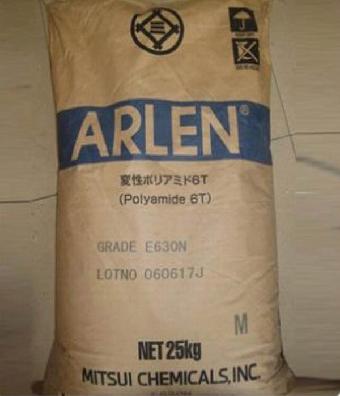 ARLEN®
変性ポリアミド6T
(Polyamide 6T)
GRADE E630N
LOTNO 060617J
M
NET 25kg
MITSUI CHEMICALS, INC.